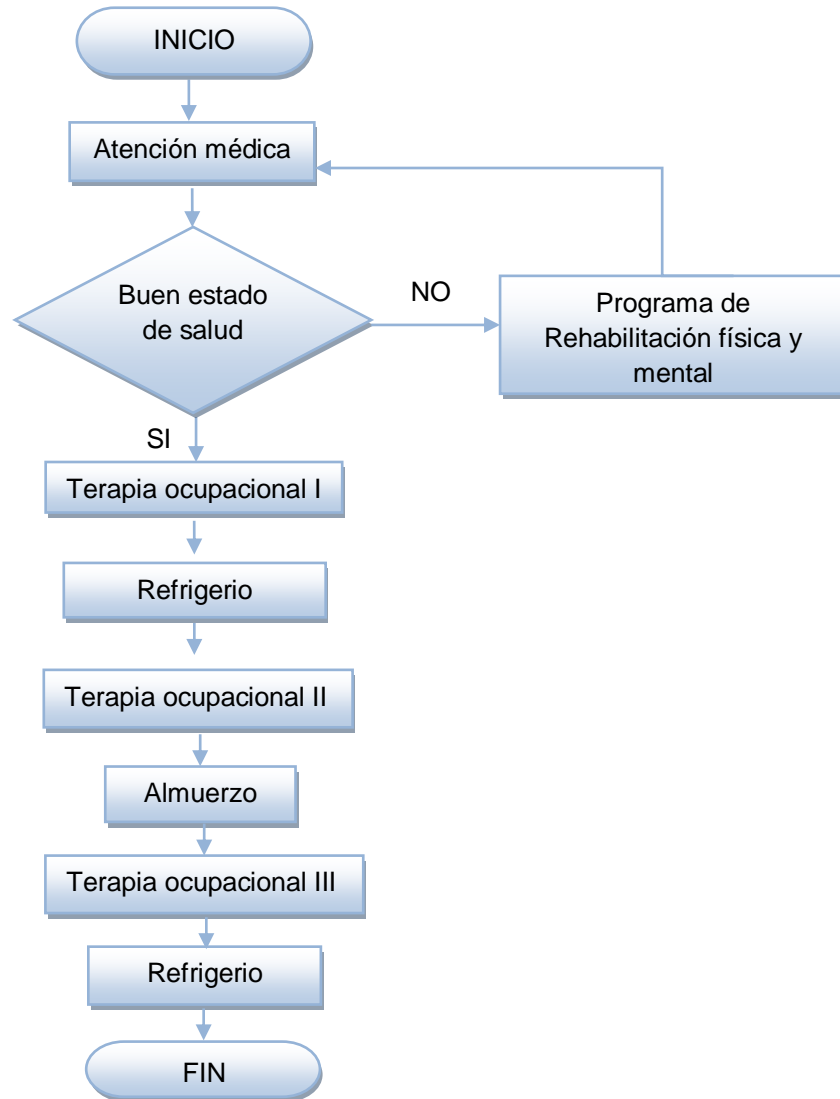 INICIO
Atención médica
Buen estado
de salud
NO
Programa de
Rehabilitación física y
mental
SI
Terapia ocupacional I
Refrigerio
Terapia ocupacional II
Almuerzo
Terapia ocupacional III
Refrigerio
FIN